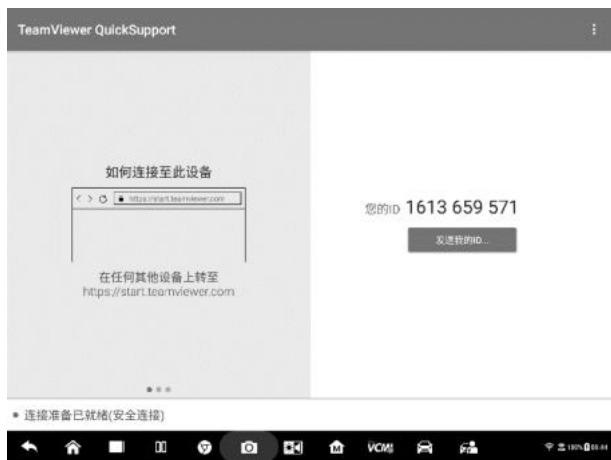 TeamViewer QuickSupport
如何连接至此设备
https://start.teamviewer.com
在任何其他设备上转至
https://start.teamviewer.com
您的ID 1613 659 571
发送我的ID...
连接准备已就绪(安全连接)
M
VCMI
100%